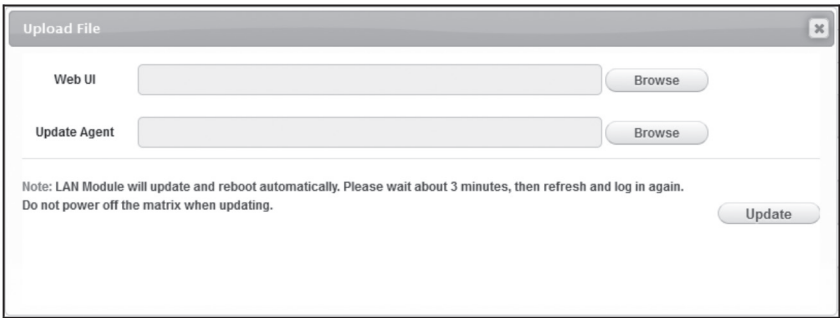 Upload File
Web UI
Browse
Update Agent
Browse
Note: LAN Module will update and reboot automatically. Please wait about 3 minutes, then refresh and log in again.
Do not power off the matrix when updating.
Update